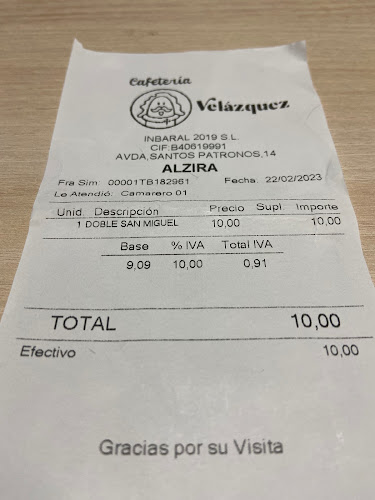 Cafetería
Velázquez
INBARAL 2019 S.L.
CIF:B40619991
AVDA,SANTOS PATRONOS,14
ALZIRA
Fra Sim: 00001TB182961 Fecha: 22/02/2023
Le Atendió: Camarero 01
Unid. Descripción Precio Supl. Importe
1 DOBLE SAN MIGUEL 10,00 10,00
Base % IVA Total IVA
9,09 10,00 0,91
TOTAL 10,00
Efectivo 10,00
Gracias por su Visita